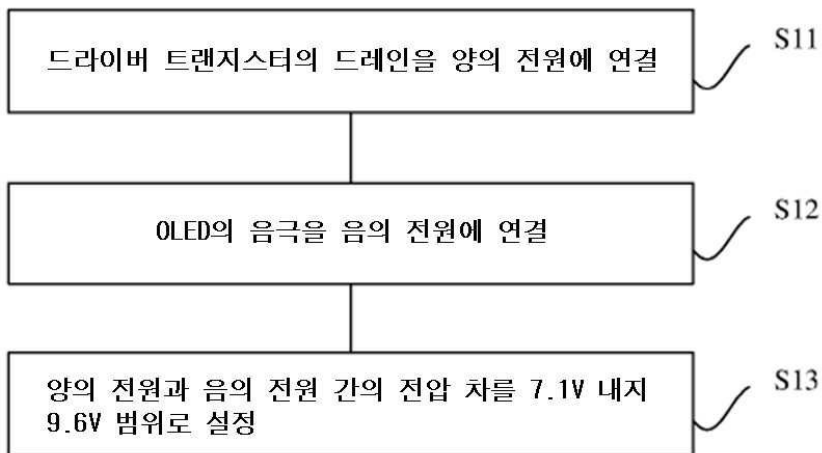 드라이버 트랜지스터의 드레인을 양의 전원에 연결
S11
OLED의 음극을 음의 전원에 연결
S12
양의 전원과 음의 전원 간의 전압 차를 7.1V 내지
9.6V 범위로 설정
S13